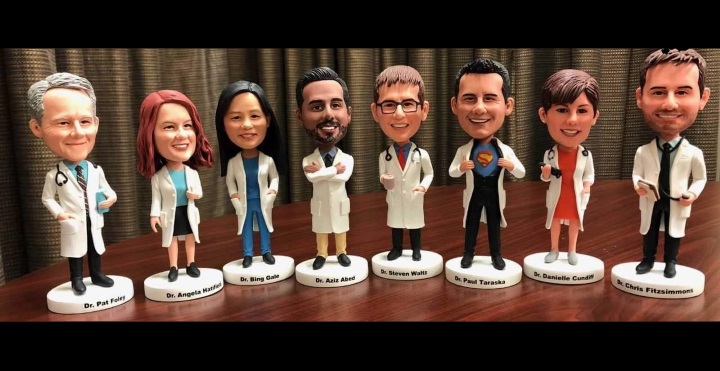 Dr. Pat Foley
Dr. Angela Hatfield
Dr. Bing Gale
Dr. Aziz Abed
Dr. Steven Waltz
Dr. Paul Taraska
Dr. Danielle Cundiff
Dr. Chris Fitzsimmons